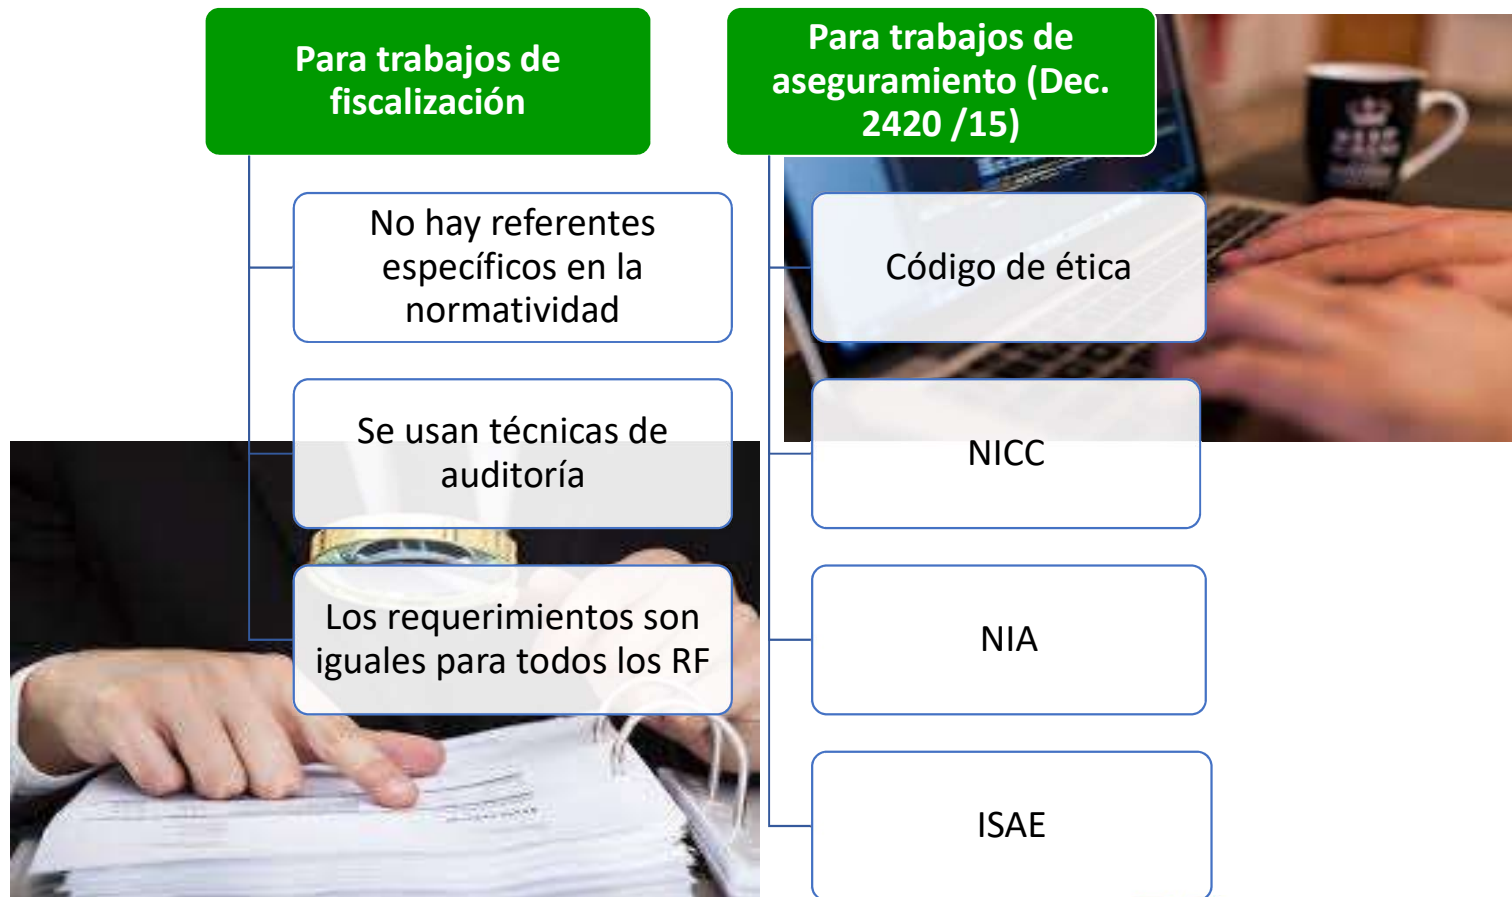 Para trabajos de
fiscalización
No hay referentes
específicos en la
normatividad
Se usan técnicas de
auditoría
Los requerimientos son
iguales para todos los RF
Para trabajos de
aseguramiento (Dec.
2420 /15)
Código de ética
NICC
NIA
ISAE